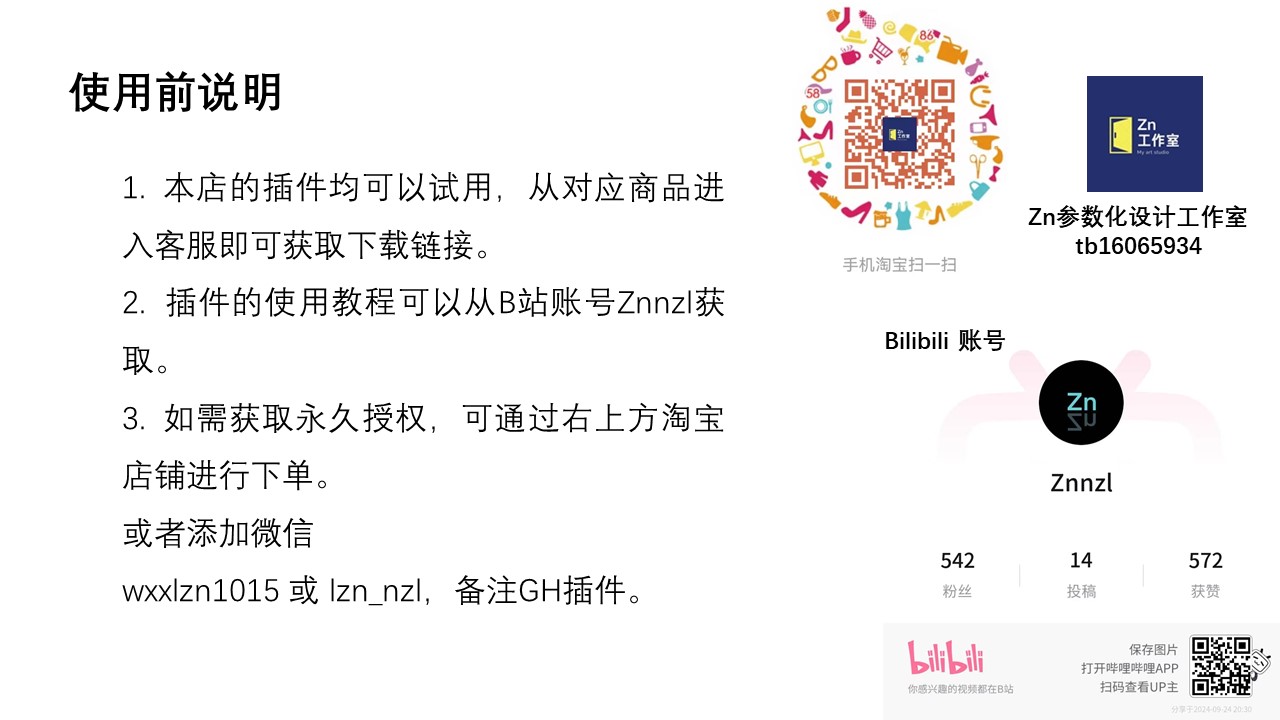 使用前说明
1. 本店的插件均可以试用，从对应商品进
入客服即可获取下载链接。
2. 插件的使用教程可以从B站账号Znnzl获
取。
3. 如需获取永久授权，可通过右上方淘宝
店铺进行下单。
或者添加微信
wxxlzn1015 或 lzn_nzl，备注GH插件。
86
58
Zn
工作室
手机淘宝扫一扫
Zn
工作室
My art studio
Zn参数化设计工作室
tb16065934
Bilibili 账号
Zn
Znnzl
542
14
572
粉丝
投稿
获赞
bilibili
你感兴趣的视频都在B站
保存图片
打开哔哩哔哩APP
扫码查看UP主
分享于2024-09-24 20:30